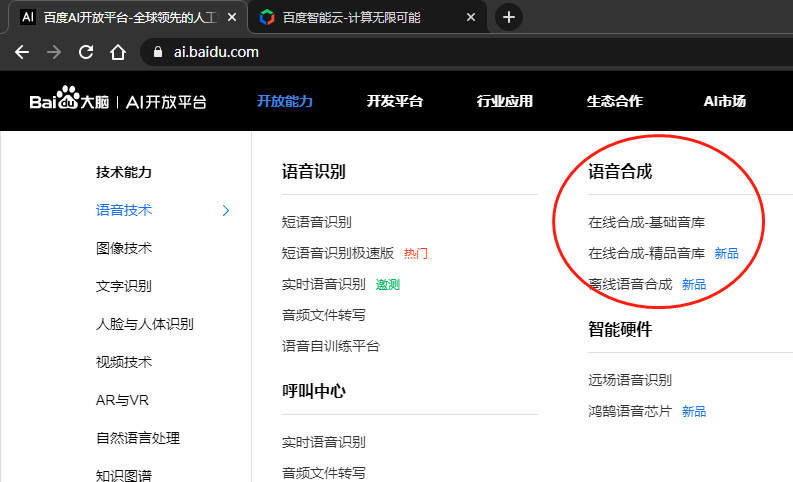 百度AI开放平台-全球领先的人工
百度智能云-计算无限可能
ai.baidu.com
Baidu大脑 | AI开放平台
开放能力 开发平台 行业应用 生态合作 AI市场
技术能力
语音技术
图像技术
文字识别
人脸与人体识别
视频技术
AR与VR
自然语言处理
知识图谱
语音识别
短语音识别
短语音识别极速版 热门
实时语音识别 邀测
音频文件转写
语音自训练平台
呼叫中心
实时语音识别
音频文件转写
语音合成
在线合成-基础音库
在线合成-精品音库 新品
离线语音合成 新品
智能硬件
远场语音识别
鸿鹄语音芯片 新品